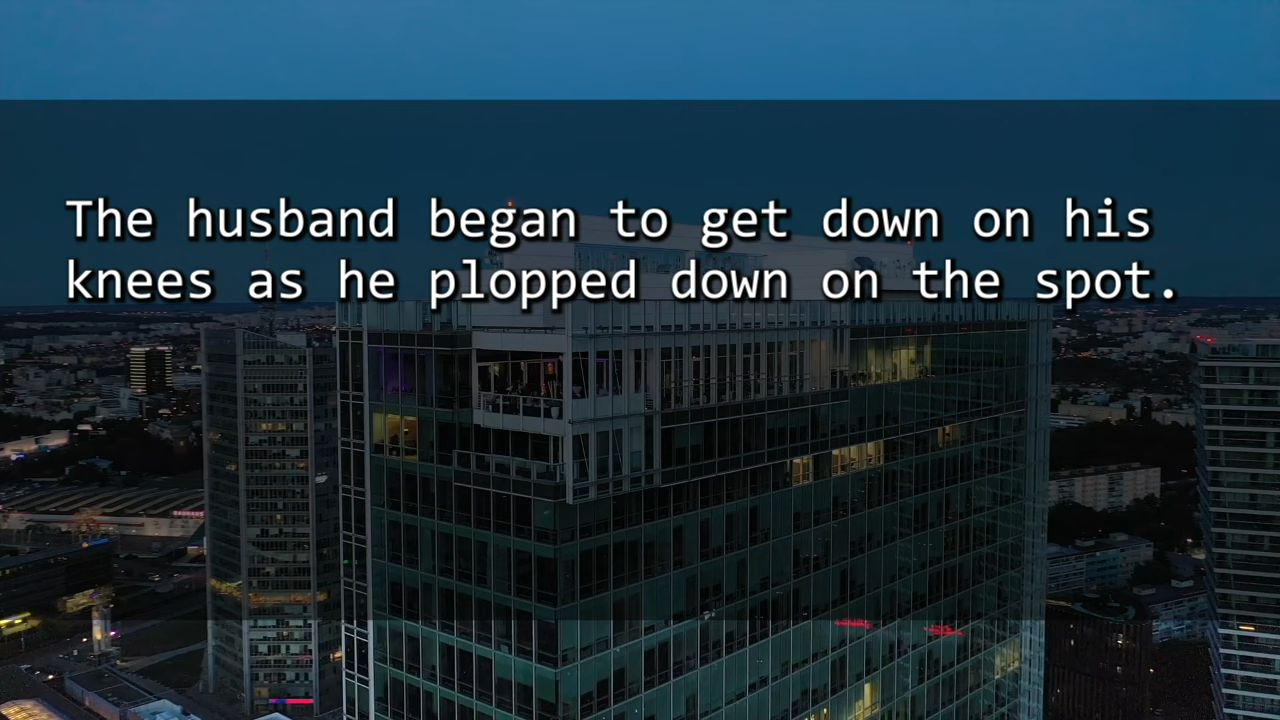 The husband began to get down on his
knees as he plopped down on the spot.